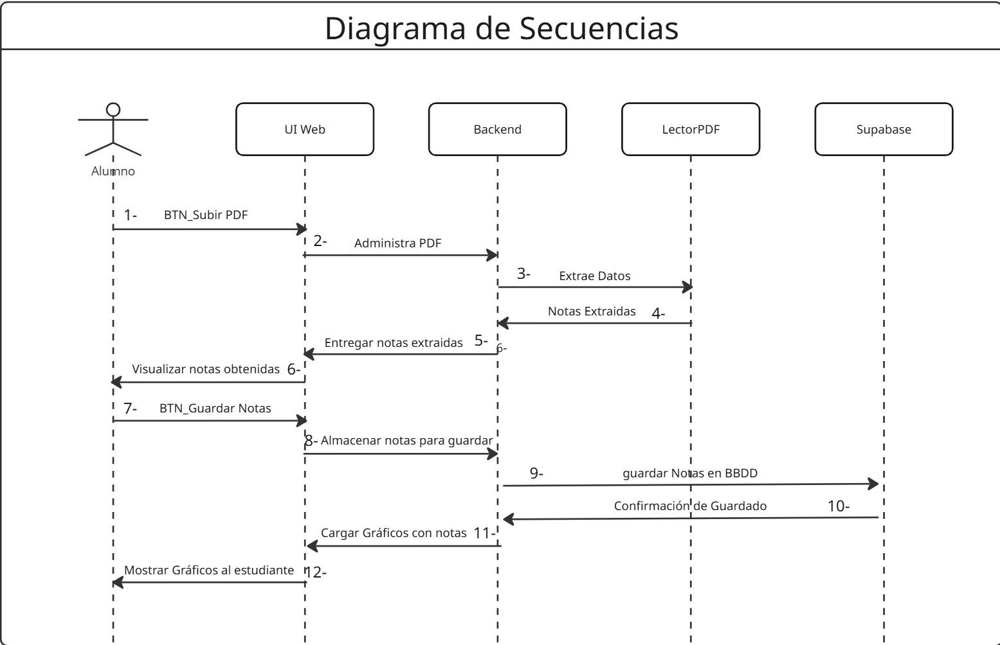 Diagrama de Secuencias
Alumno
UI Web
Backend
LectorPDF
Supabase
1- BTN_Subir PDF
2- Administra PDF
3- Extrae Datos
Notas Extraidas 4-
Entregar notas extraidas 5-
6-
Visualizar notas obtenidas 6-
7- BTN_Guardar Notas
8- Almacenar notas para guardar
9- guardar Notas en BBDD
Confirmación de Guardado 10-
Cargar Gráficos con notas 11-
Mostrar Gráficos al estudiante 12-